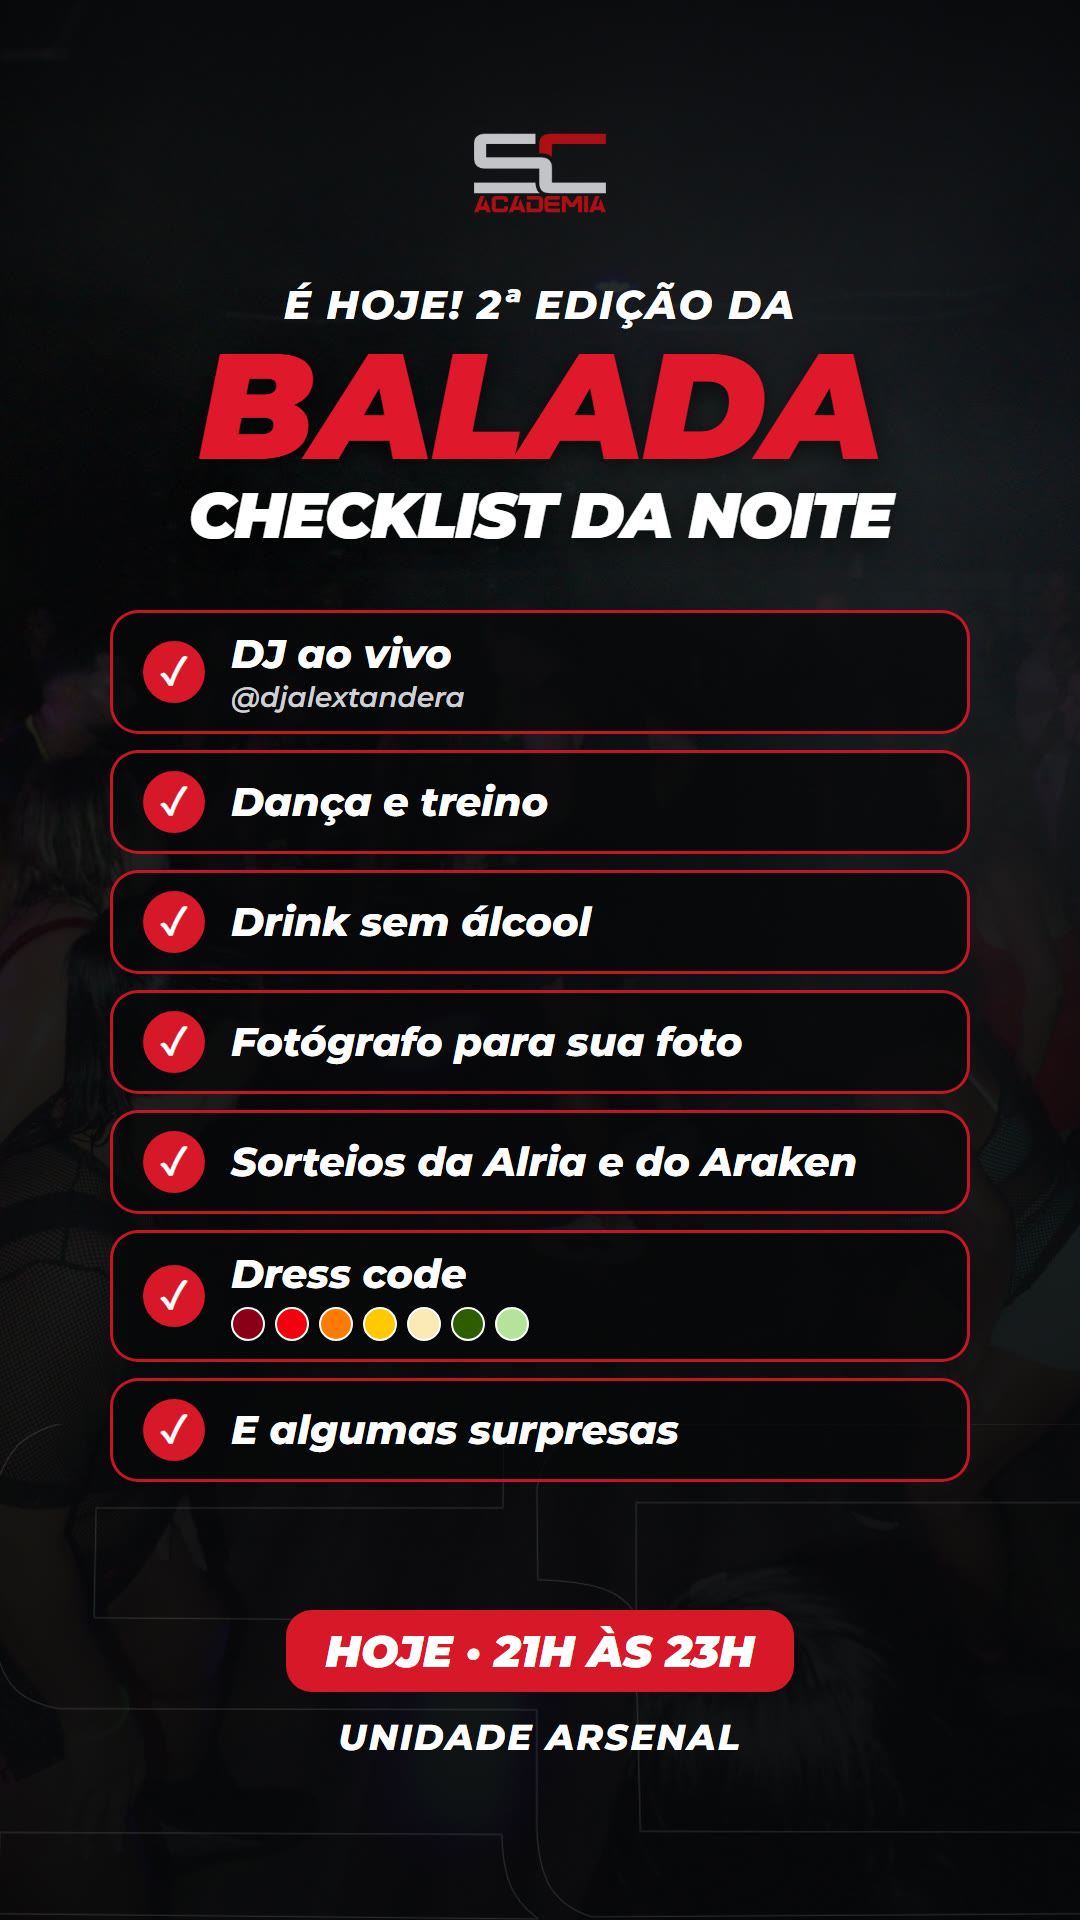 SC
ACADEMIA
É HOJE! 2ª EDIÇÃO DA
BALADA
CHECKLIST DA NOITE
DJ ao vivo
@djalextandera
Dança e treino
Drink sem álcool
Fotógrafo para sua foto
Sorteios da Alria e do Araken
Dress code
E algumas surpresas
HOJE • 21H ÀS 23H
UNIDADE ARSENAL